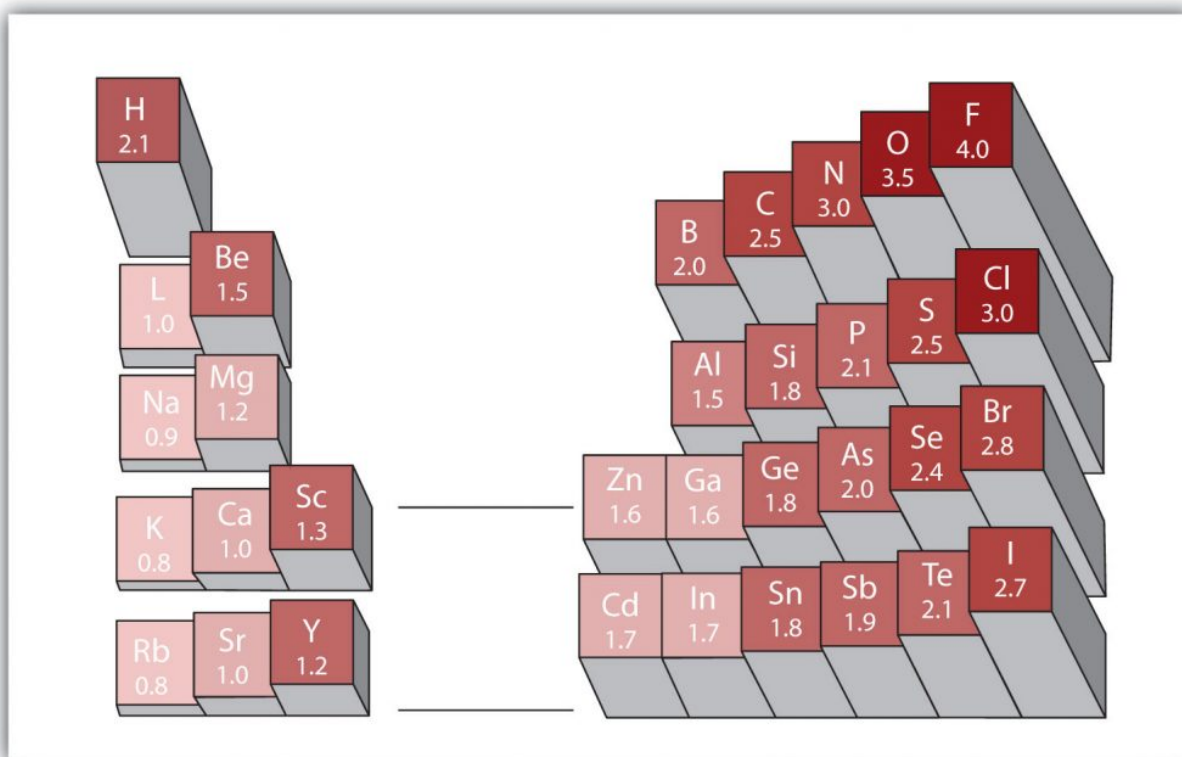 H
2.1
L
1.0
Be
1.5
Na
0.9
Mg
1.2
K
0.8
Ca
1.0
Sc
1.3
Rb
0.8
Sr
1.0
Y
1.2
B
2.0
C
2.5
N
3.0
O
3.5
F
4.0
Al
1.5
Si
1.8
P
2.1
S
2.5
Cl
3.0
Zn
1.6
Ga
1.6
Ge
1.8
As
2.0
Se
2.4
Br
2.8
Cd
1.7
In
1.7
Sn
1.8
Sb
1.9
Te
2.1
I
2.7